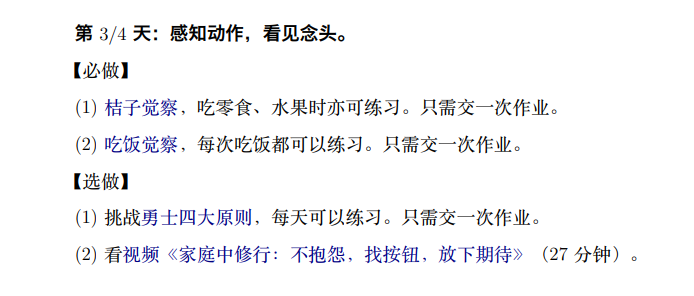 第 3/4 天：感知动作，看见念头。
【必做】
(1) 桔子觉察，吃零食、水果时亦可练习。只需交一次作业。
(2) 吃饭觉察，每次吃饭都可以练习。只需交一次作业。
【选做】
(1) 挑战勇士四大原则，每天可以练习。只需交一次作业。
(2) 看视频《家庭中修行：不抱怨，找按钮，放下期待》（27 分钟）。